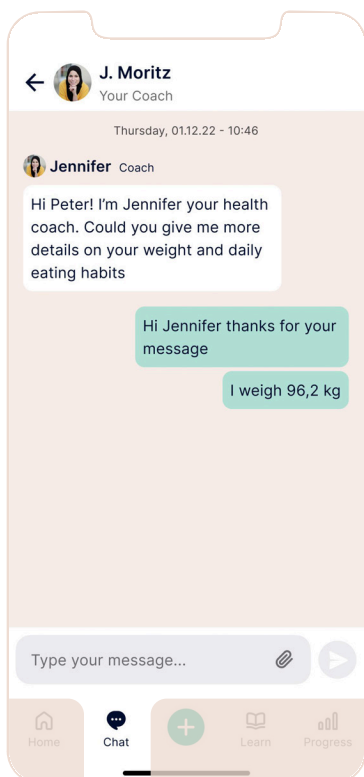 J. Moritz
Your Coach
Thursday, 01.12.22 - 10:46
Jennifer Coach
Hi Peter! I’m Jennifer your health
coach. Could you give me more
details on your weight and daily
eating habits
Hi Jennifer thanks for your
message
I weigh 96,2 kg
Type your message...
Home
Chat
Learn
Progress